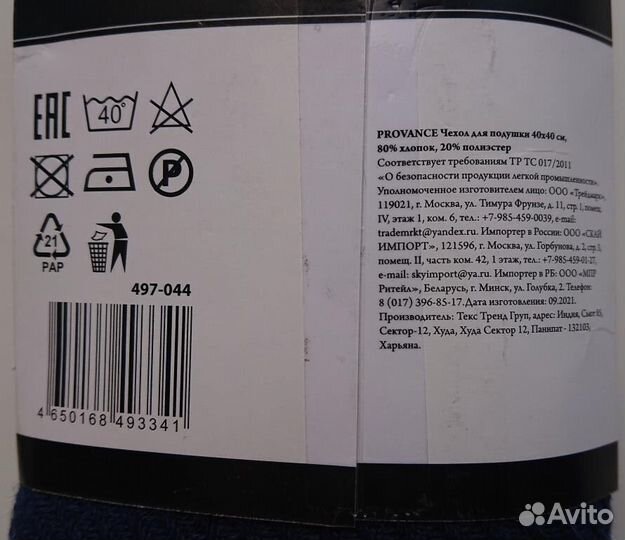 EAC
40°
P
21
PAP
497-044
4 650168 493341
PROVANCE Чехол для подушки 40х40 см,
80% хлопок, 20% полиэстер
Соответствует требованиям ТР ТС 017/2011
«О безопасности продукции легкой промышленности».
Уполномоченное изготовителем лицо: ООО «Трейдмарк»,
119021, г. Москва, ул. Тимура Фрунзе, д. 11, стр. 1, помещ.
IV, этаж 1, ком. 6, тел.: +7-985-459-0039, e-mail:
trademrkt@yandex.ru. Импортер в России: ООО «СКАЙ
ИМПОРТ», 121596, г. Москва, ул. Горбунова, д. 2, стр. 3,
помещ. II, часть ком. 42, 1 этаж, тел.: +7-985-459-01-27,
e-mail: skyimport@ya.ru. Импортер в РБ: ООО «МПР
Ритейл», Беларусь, г. Минск, ул. Голубка, 2. Телефон:
8 (017) 396-85-17. Дата изготовления: 09.2021.
Производитель: Текс Тренд Груп, адрес: Индия, 85,
Сектор-12, Худа, Худа Сектор 12, Панипат - 132103,
Харьяна.
Avito